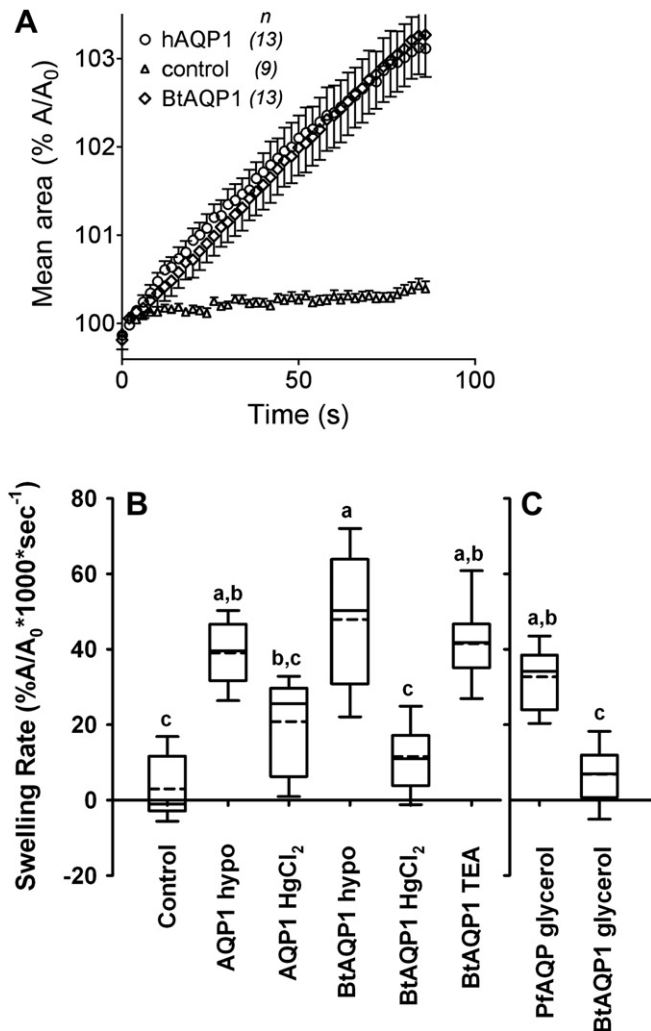 A
n
hAQP1 (13)
control (9)
BtAQP1 (13)
Mean area (% A/A₀)
103
102
101
100
0 50 100
Time (s)
B
C
Swelling Rate (%A/A₀*1000*sec⁻¹)
80
60
40
20
0
-20
c
a,b
b,c
a
c
a,b
a,b
c
Control
AQP1 hypo
AQP1 HgCl₂
BtAQP1 hypo
BtAQP1 HgCl₂
BtAQP1 TEA
PfAQP glycerol
BtAQP1 glycerol